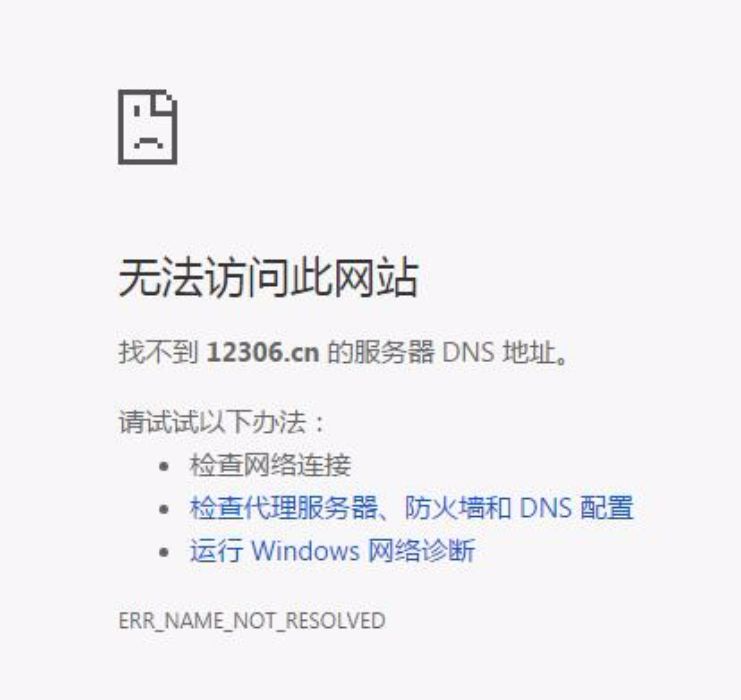 无法访问此网站
找不到 12306.cn 的服务器 DNS 地址。
请试试以下办法：
• 检查网络连接
• 检查代理服务器、防火墙和 DNS 配置
• 运行 Windows 网络诊断
ERR_NAME_NOT_RESOLVED